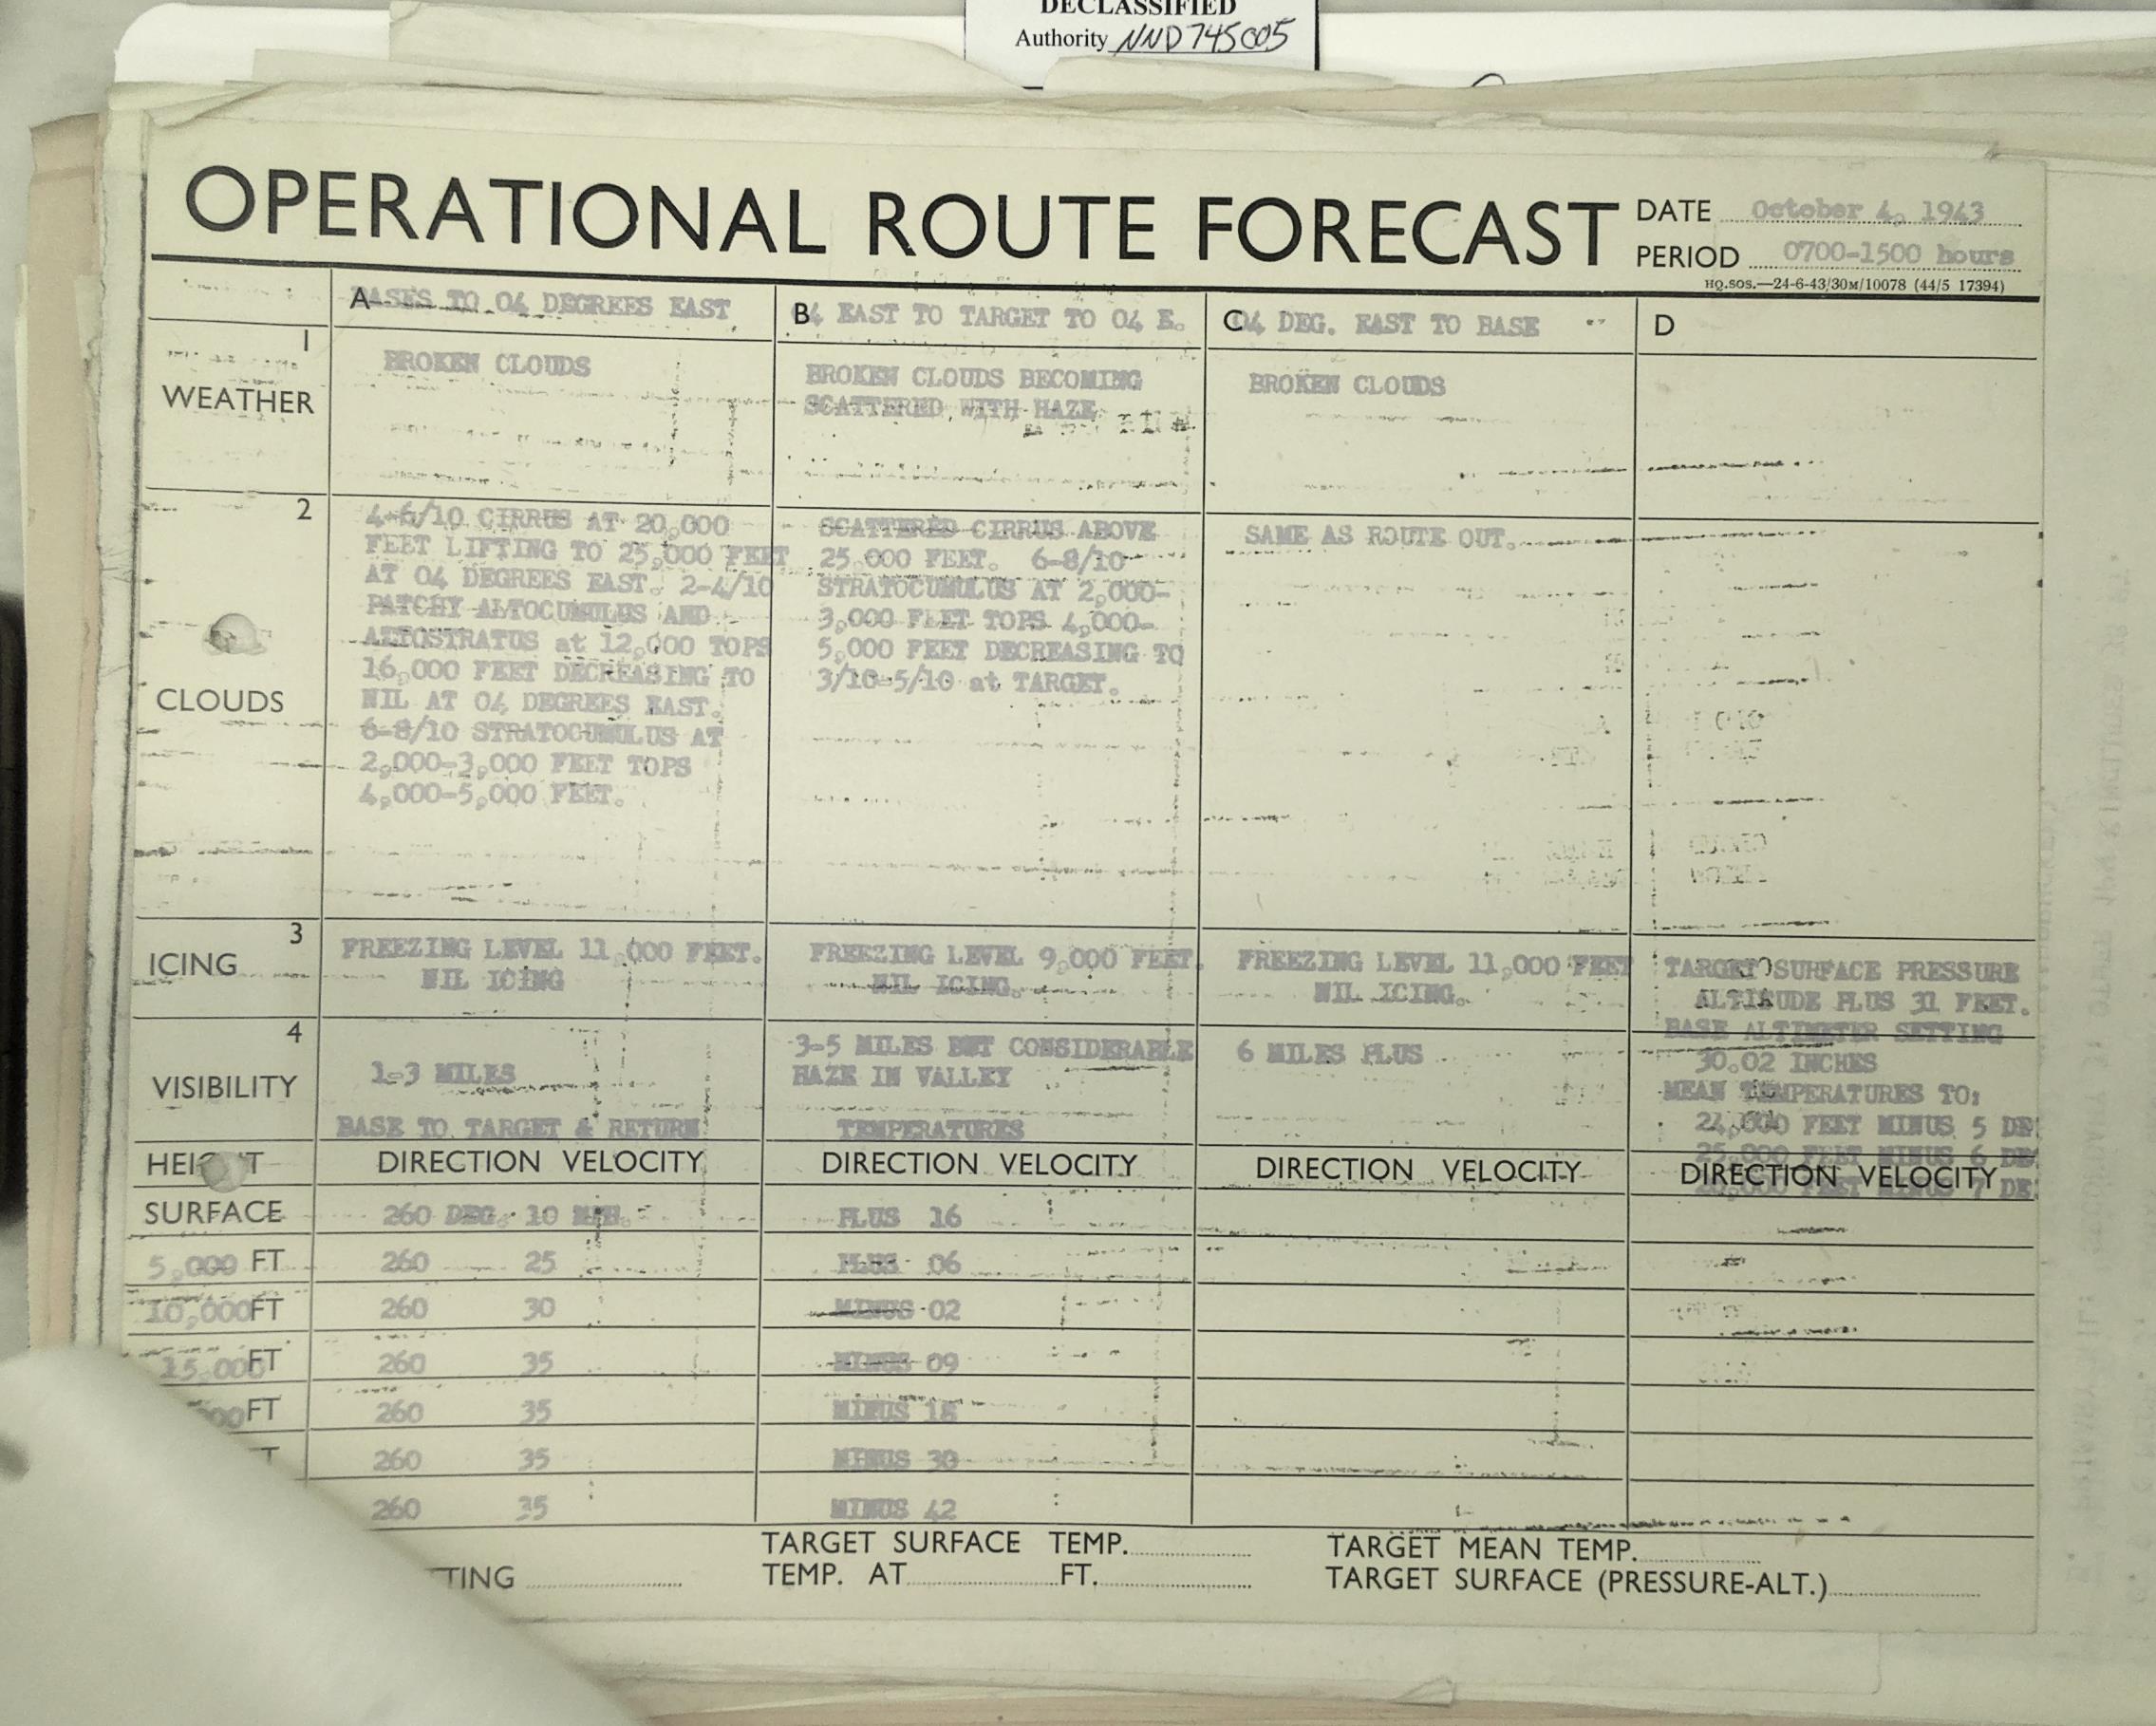 DECLASSIFIED
Authority NND745005
OPERATIONAL ROUTE FORECAST
DATE October 4, 1943
PERIOD 0700-1500 hours
HQ.SOS.—24-6-43/30M/10078 (44/5 17394)
A BASES TO 04 DEGREES EAST
B 04 EAST TO TARGET TO 04 E.
C 04 DEG. EAST TO BASE
D
1
WEATHER
BROKEN CLOUDS
BROKEN CLOUDS BECOMING
SCATTERED WITH HAZE
BROKEN CLOUDS
2
CLOUDS
4-6/10 CIRRUS AT 20,000
FEET LIFTING TO 25,000 FEET
AT 04 DEGREES EAST. 2-4/10
PATCHY ALTOCUMULUS AND
ALTOSTRATUS at 12,000 TOPS
16,000 FEET DECREASING TO
NIL AT 04 DEGREES EAST.
6-8/10 STRATOCUMULUS AT
2,000-3,000 FEET TOPS
4,000-5,000 FEET.
SCATTERED CIRRUS ABOVE
25,000 FEET. 6-8/10
STRATOCUMULUS AT 2,000-
3,000 FEET TOPS 4,000-
5,000 FEET DECREASING TO
3/10-5/10 at TARGET.
SAME AS ROUTE OUT.
3
ICING
FREEZING LEVEL 11,000 FEET.
NIL ICING
FREEZING LEVEL 9,000 FEET.
NIL ICING.
FREEZING LEVEL 11,000 FEET
NIL ICING.
TARGET SURFACE PRESSURE
ALTITUDE PLUS 31 FEET.
BASE ALTIMETER SETTING
30.02 INCHES
MEAN TEMPERATURES TO:
24,000 FEET MINUS 5 DE
25,000 FEET MINUS 6 DE
FEET MINUS 7 DE
4
VISIBILITY
1-3 MILES
BASE TO TARGET & RETURN
3-5 MILES BUT CONSIDERABLE
HAZE IN VALLEY
TEMPERATURES
6 MILES PLUS
HEIGHT DIRECTION VELOCITY DIRECTION VELOCITY DIRECTION VELOCITY DIRECTION VELOCITY
SURFACE 260 DEG. 10 MPH. PLUS 16
5,000 FT 260 25 PLUS 06
10,000FT 260 30 MINUS 02
15,000FT 260 35 MINUS 09
FT 260 35 MINUS 18
260 35 MINUS 30
260 35 MINUS 42
TTING
TARGET SURFACE TEMP.
TEMP. AT FT.
TARGET MEAN TEMP.
TARGET SURFACE (PRESSURE-ALT.)